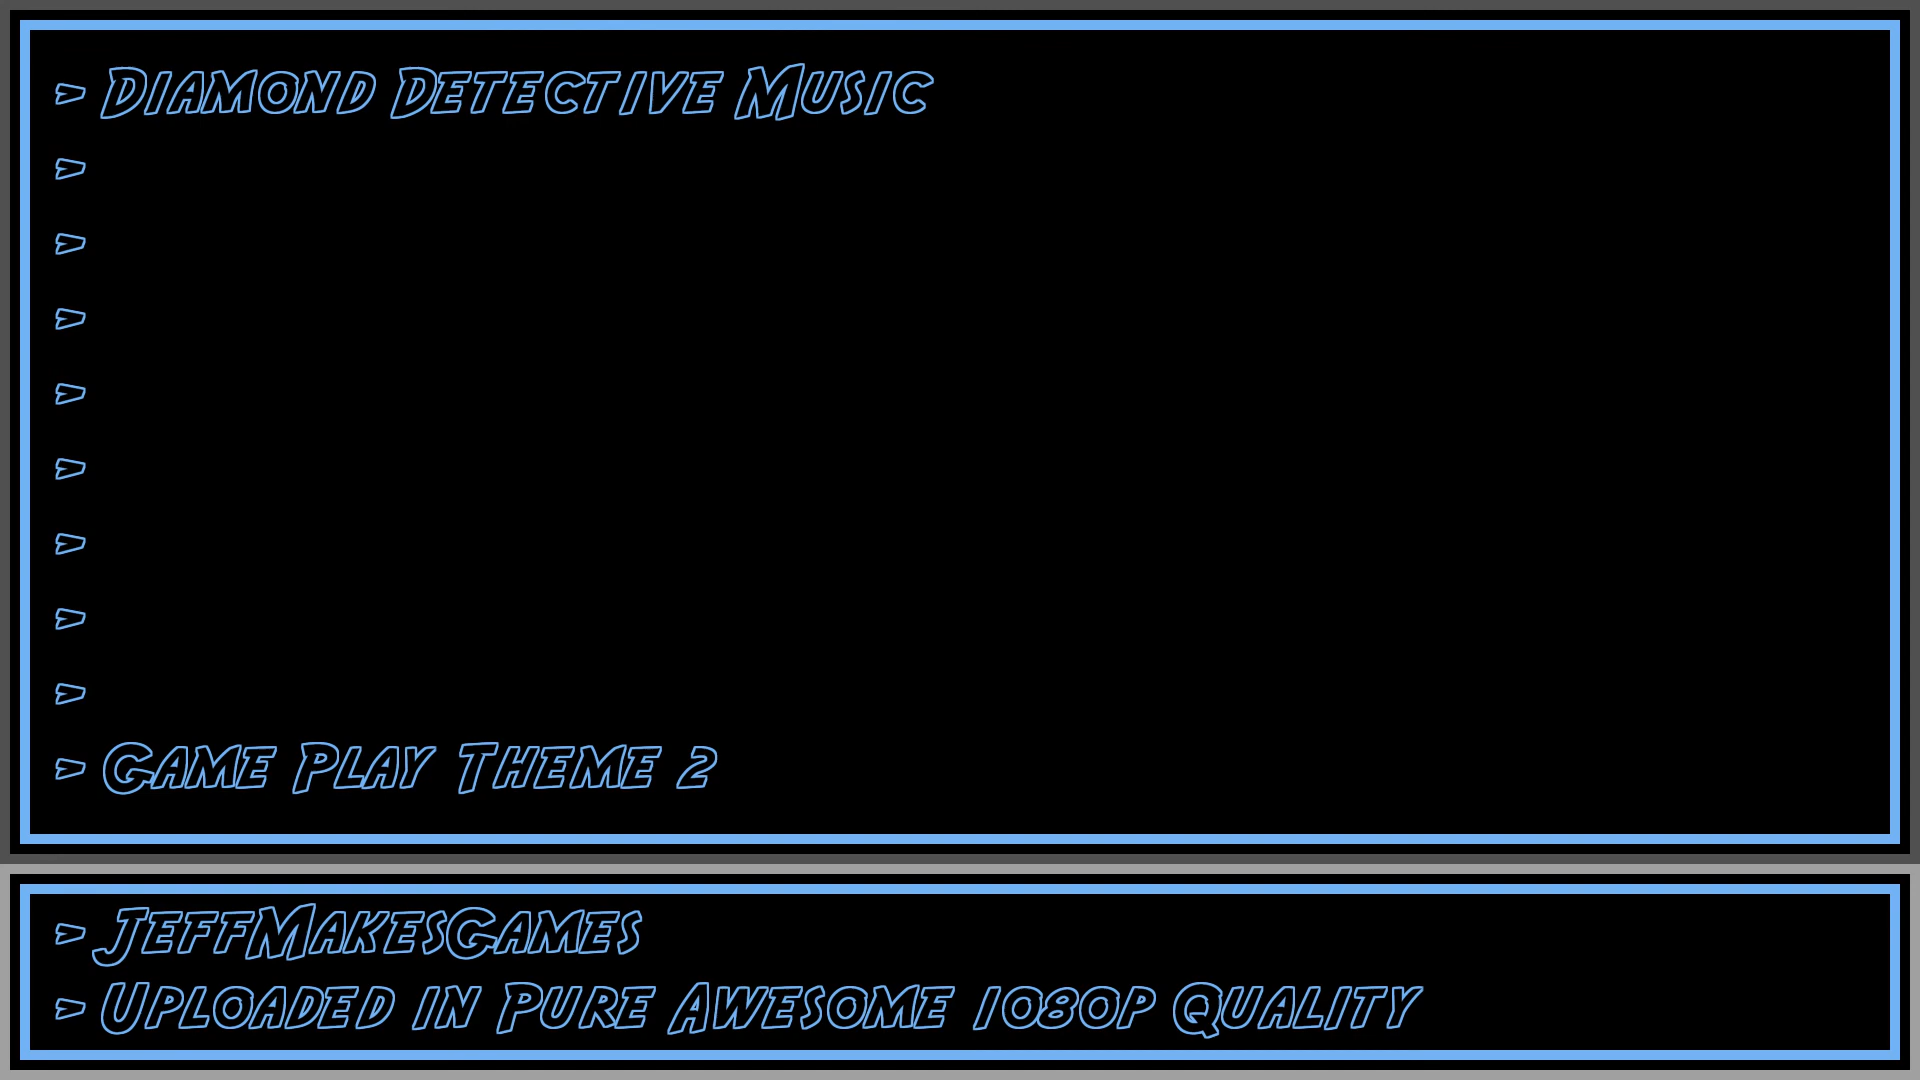 > Diamond Detective Music
>
>
>
>
>
>
>
>
> Game Play Theme 2
> JeffMakesGames
> Uploaded in Pure Awesome 1080p Quality